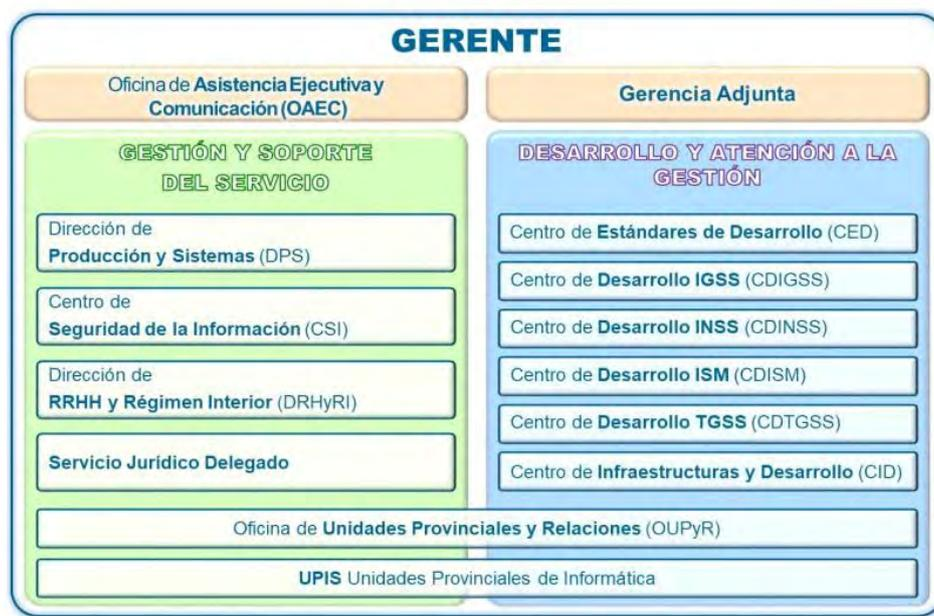 GERENTE
Oficina de Asistencia Ejecutiva y
Comunicación (OAEC)
Gerencia Adjunta
GESTIÓN Y SOPORTE
DEL SERVICIO
Dirección de
Producción y Sistemas (DPS)
Centro de
Seguridad de la Información (CSI)
Dirección de
RRHH y Régimen Interior (DRHyRI)
Servicio Jurídico Delegado
DESARROLLO Y ATENCIÓN A LA
GESTIÓN
Centro de Estándares de Desarrollo (CED)
Centro de Desarrollo IGSS (CDIGSS)
Centro de Desarrollo INSS (CDINSS)
Centro de Desarrollo ISM (CDISM)
Centro de Desarrollo TGSS (CDTGSS)
Centro de Infraestructuras y Desarrollo (CID)
Oficina de Unidades Provinciales y Relaciones (OUPyR)
UPIS Unidades Provinciales de Informática